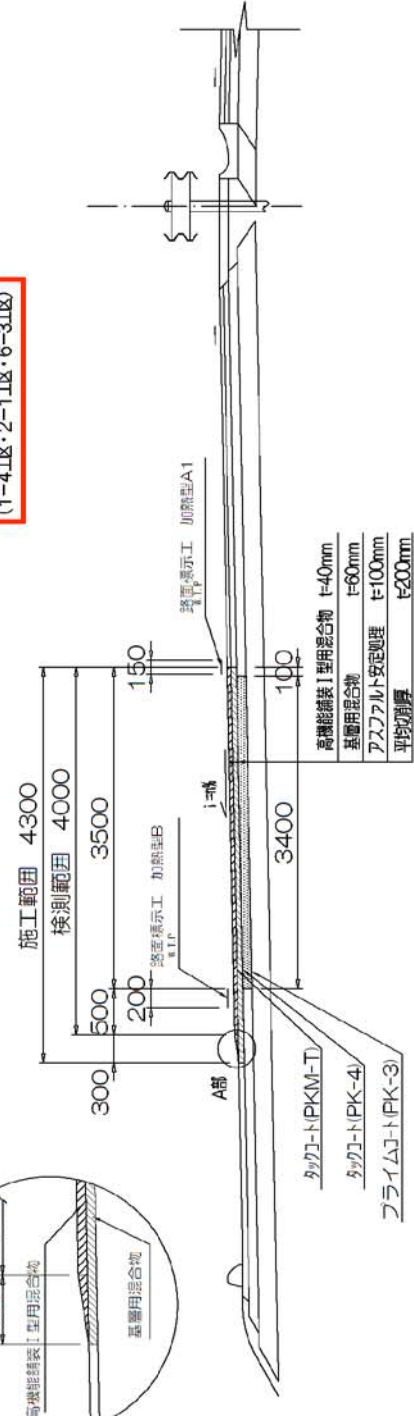 (1-4工区・2-1工区・6-3工区)
施工範囲 4300
検測範囲 4000
300
500
3500
200
150
路面標示工 加熱型B
W.T.P
路面標示工 加熱型A1
W.T.P
A部
3400
100
高機能舗装Ⅰ型用混合物 t=40mm
基層用混合物 t=60mm
アスファルト安定処理 t=100mm
平均切削厚 t=200mm
タックコート(PKM-T)
タックコート(PK-4)
プライムコート(PK-3)
高機能舗装Ⅰ型用混合物
基層用混合物